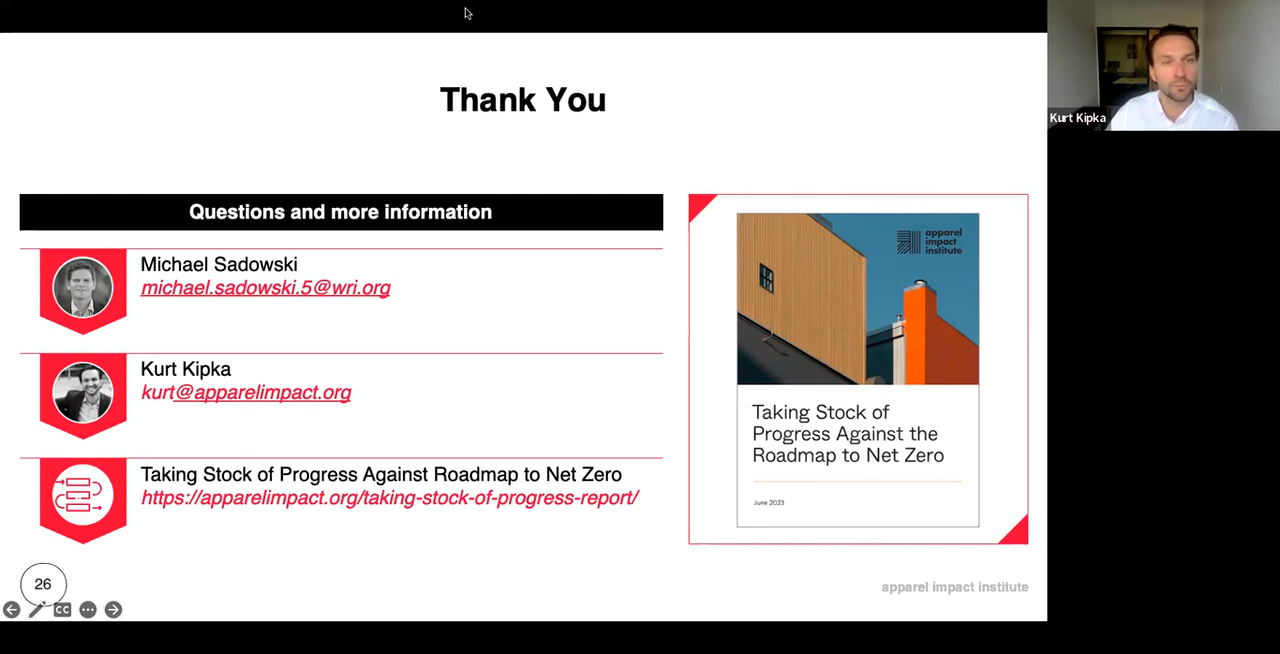 Thank You
Kurt Kipka
Questions and more information
Michael Sadowski
michael.sadowski.5@wri.org
Kurt Kipka
kurt@apparelimpact.org
Taking Stock of Progress Against Roadmap to Net Zero
https://apparelimpact.org/taking-stock-of-progress-report/
apparel
impact
institute
Taking Stock of
Progress Against the
Roadmap to Net Zero
June 2023
26
CC
apparel impact institute